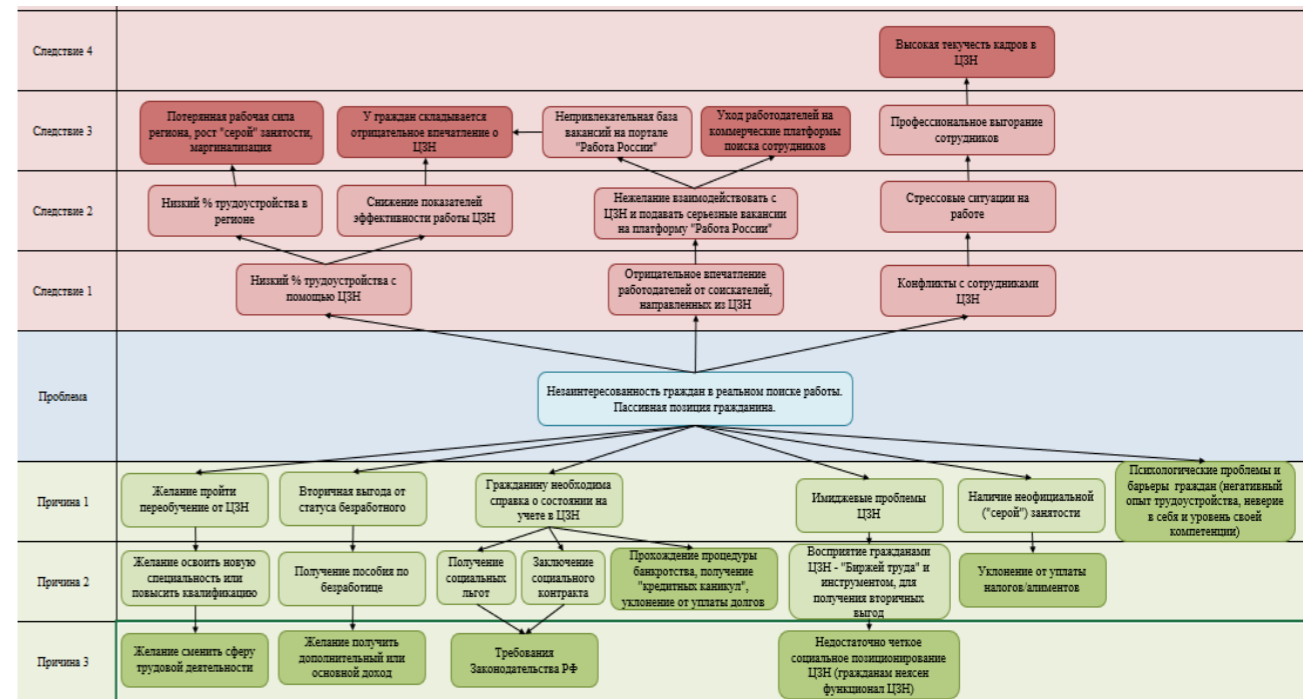 Следствие 4
Высокая текучесть кадров в
ЦЗН
Следствие 3
Потерянная рабочая сила
региона, рост "серой" занятости,
маргинализация
У граждан складывается
отрицательное впечатление о
ЦЗН
Непривлекательная база
вакансий на портале
"Работа России"
Уход работодателей на
коммерческие платформы
поиска сотрудников
Профессиональное выгорание
сотрудников
Следствие 2
Низкий % трудоустройства в
регионе
Снижение показателей
эффективности работы ЦЗН
Нежелание взаимодействовать с
ЦЗН и подавать серьезные вакансии
на платформу "Работа России"
Стрессовые ситуации на
работе
Следствие 1
Низкий % трудоустройства с
помощью ЦЗН
Отрицательное впечатление
работодателей от соискателей,
направленных из ЦЗН
Конфликты с сотрудниками
ЦЗН
Проблема
Незаинтересованность граждан в реальном поиске работы.
Пассивная позиция гражданина.
Причина 1
Желание пройти
переобучение от ЦЗН
Вторичная выгода от
статуса безработного
Гражданину необходима
справка о состоянии на
учете в ЦЗН
Имиджевые проблемы
ЦЗН
Наличие неофициальной
("серой") занятости
Психологические проблемы и
барьеры граждан (негативный
опыт трудоустройства, неверие
в себя и уровень своей
компетенции)
Причина 2
Желание освоить новую
специальность или
повысить квалификацию
Получение пособия по
безработице
Получение
социальных
льгот
Заключение
социального
контракта
Прохождение процедуры
банкротства, получение
"кредитных каникул",
уклонение от уплаты долгов
Восприятие гражданами
ЦЗН - "Биржей труда" и
инструментом, для
получения вторичных
выгод
Уклонение от уплаты
налогов/алиментов
Причина 3
Желание сменить сферу
трудовой деятельности
Желание получить
дополнительный или
основной доход
Требования
Законодательства РФ
Недостаточно четкое
социальное позиционирование
ЦЗН (гражданам неясен
функционал ЦЗН)